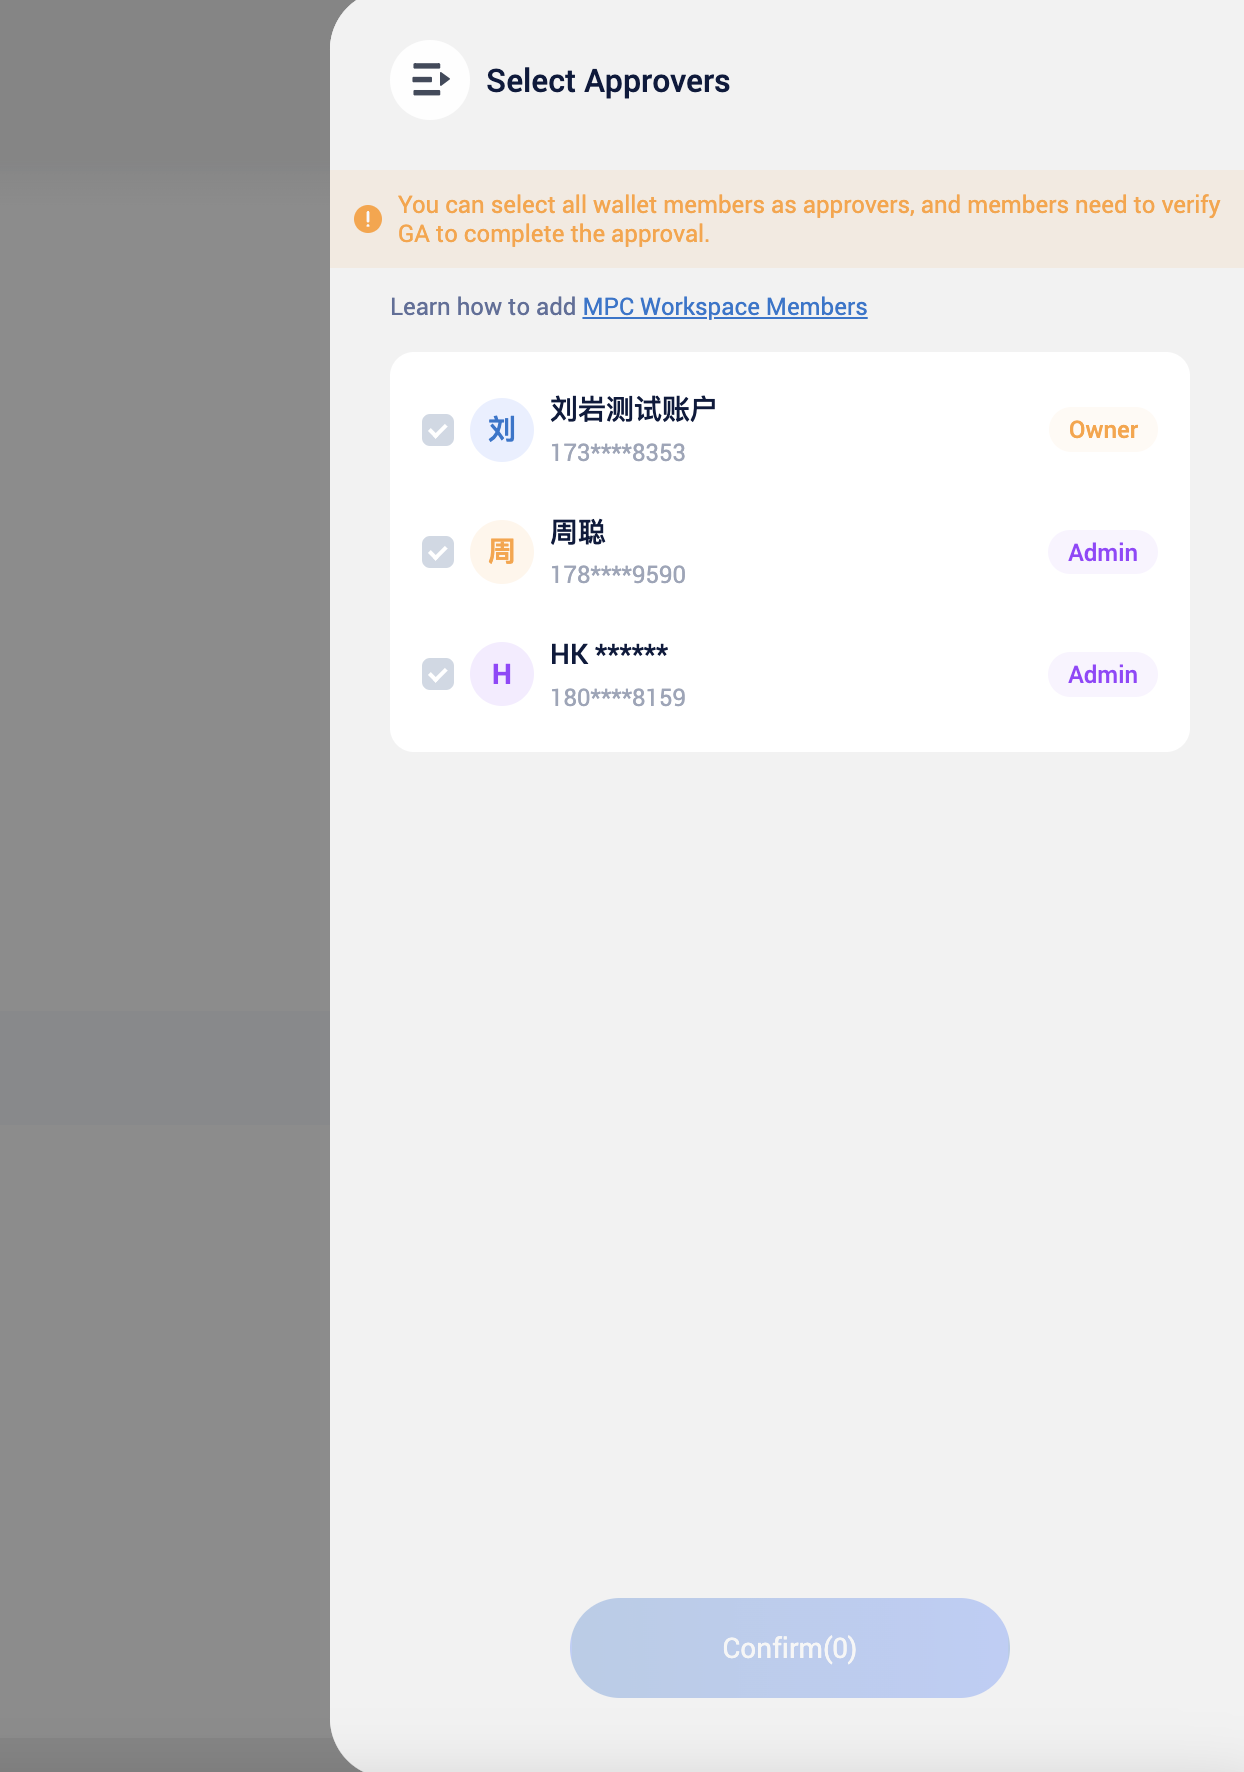 Select Approvers
You can select all wallet members as approvers, and members need to verify
GA to complete the approval.
Learn how to add MPC Workspace Members
刘
刘岩测试账户
173****8353
Owner
周
周聪
178****9590
Admin
H
HK ******
180****8159
Admin
Confirm(0)